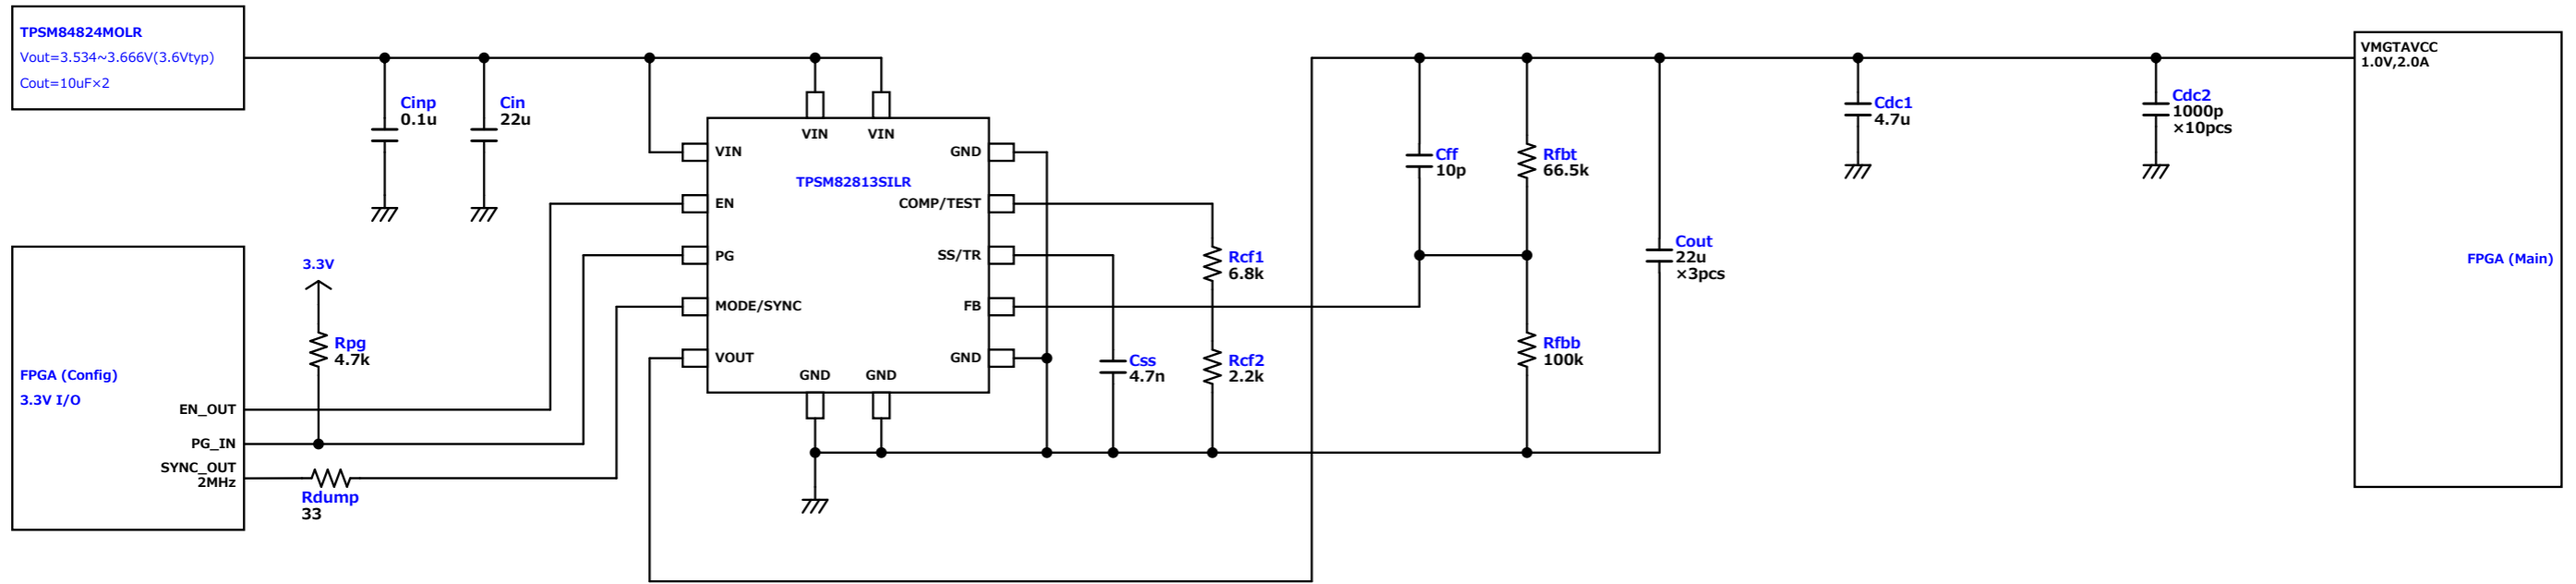 TPSM84824MOLR
Vout=3.534~3.666V(3.6Vtyp)
Cout=10uF×2
Cinp
0.1u
Cin
22u
VIN
VIN
VIN
EN
PG
MODE/SYNC
VOUT
TPSM82813SILR
GND
COMP/TEST
SS/TR
FB
GND
GND
GND
FPGA (Config)
3.3V I/O
EN_OUT
PG_IN
SYNC_OUT
2MHz
3.3V
Rpg
4.7k
Rdump
33
Css
4.7n
Rcf1
6.8k
Rcf2
2.2k
Cff
10p
Rfbt
66.5k
Rfbb
100k
Cout
22u
×3pcs
Cdc1
4.7u
Cdc2
1000p
×10pcs
VMGTAVCC
1.0V,2.0A
FPGA (Main)